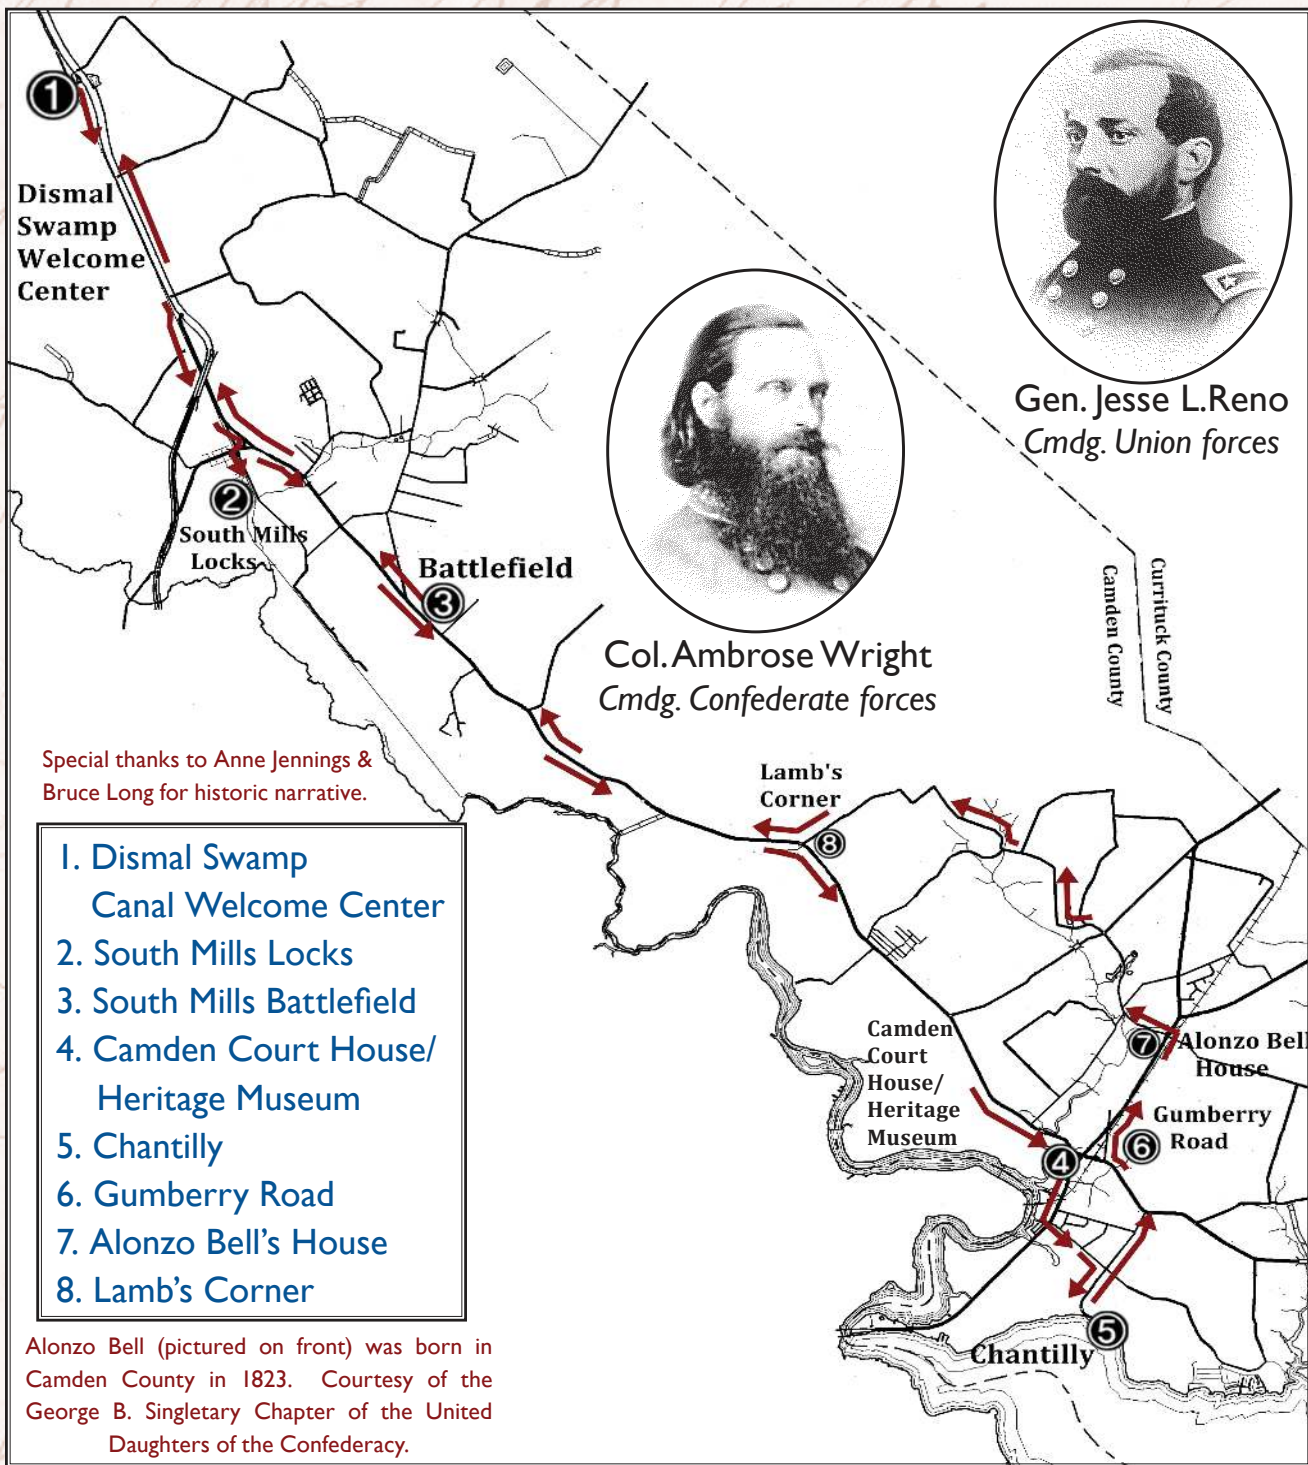 1
Dismal
Swamp
Welcome
Center
Gen. Jesse L.Reno
Cmdg. Union forces
2
South Mills
Locks
Battlefield
3
Col. Ambrose Wright
Cmdg. Confederate forces
Camden County
Currituck County
Special thanks to Anne Jennings &
Bruce Long for historic narrative.
Lamb's
Corner
8
1. Dismal Swamp
Canal Welcome Center
2. South Mills Locks
3. South Mills Battlefield
4. Camden Court House/
Heritage Museum
5. Chantilly
6. Gumberry Road
7. Alonzo Bell's House
8. Lamb's Corner
Camden
Court
House/
Heritage
Museum
7
Alonzo Bell
House
Gumberry
Road
6
4
5
Chantilly
Alonzo Bell (pictured on front) was born in
Camden County in 1823. Courtesy of the
George B. Singletary Chapter of the United
Daughters of the Confederacy.